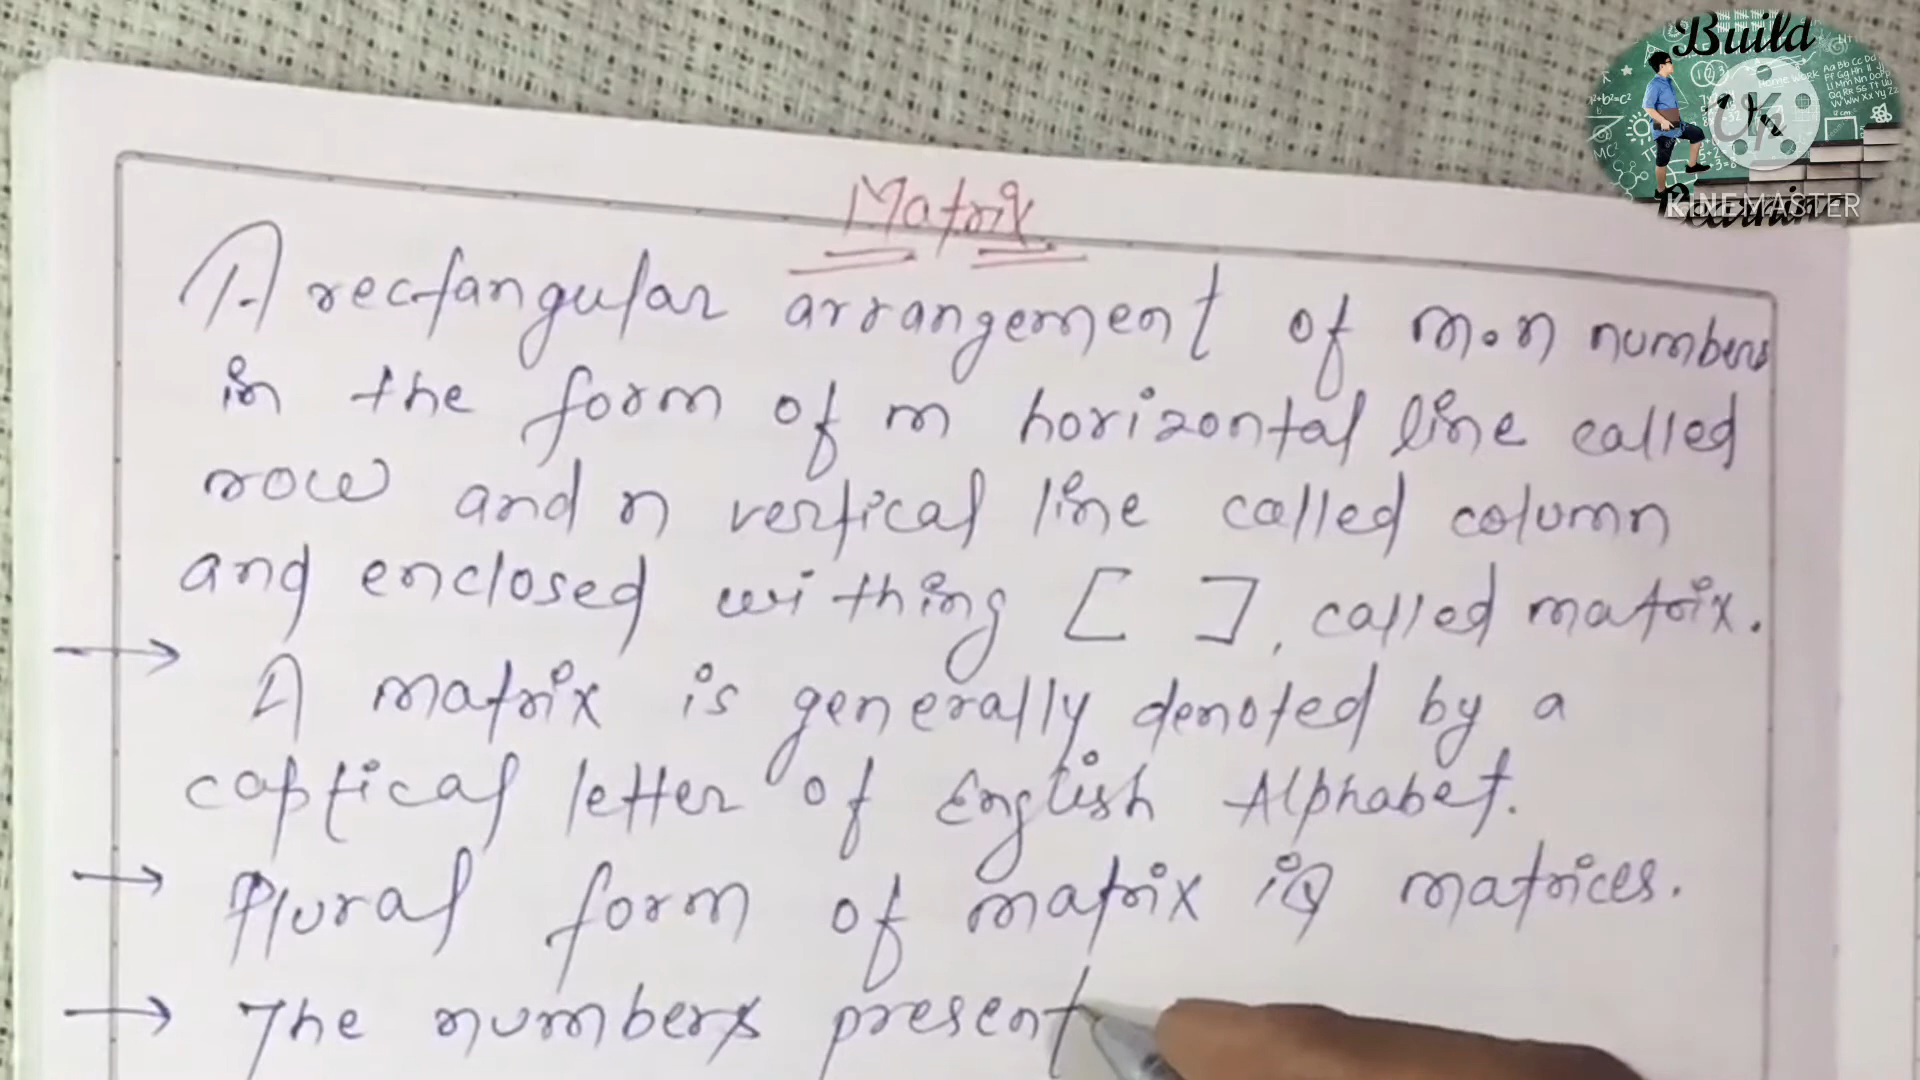 Build
KINEMASTER
Matrix
A rectangular arrangement of m.n numbers
in the form of m horizontal line called
row and n vertical line called column
and enclosed withing [ ], called matrix.
→ A matrix is generally denoted by a
captical letter of English Alphabet.
→ Plural form of matrix is matrices.
→ The numbers present